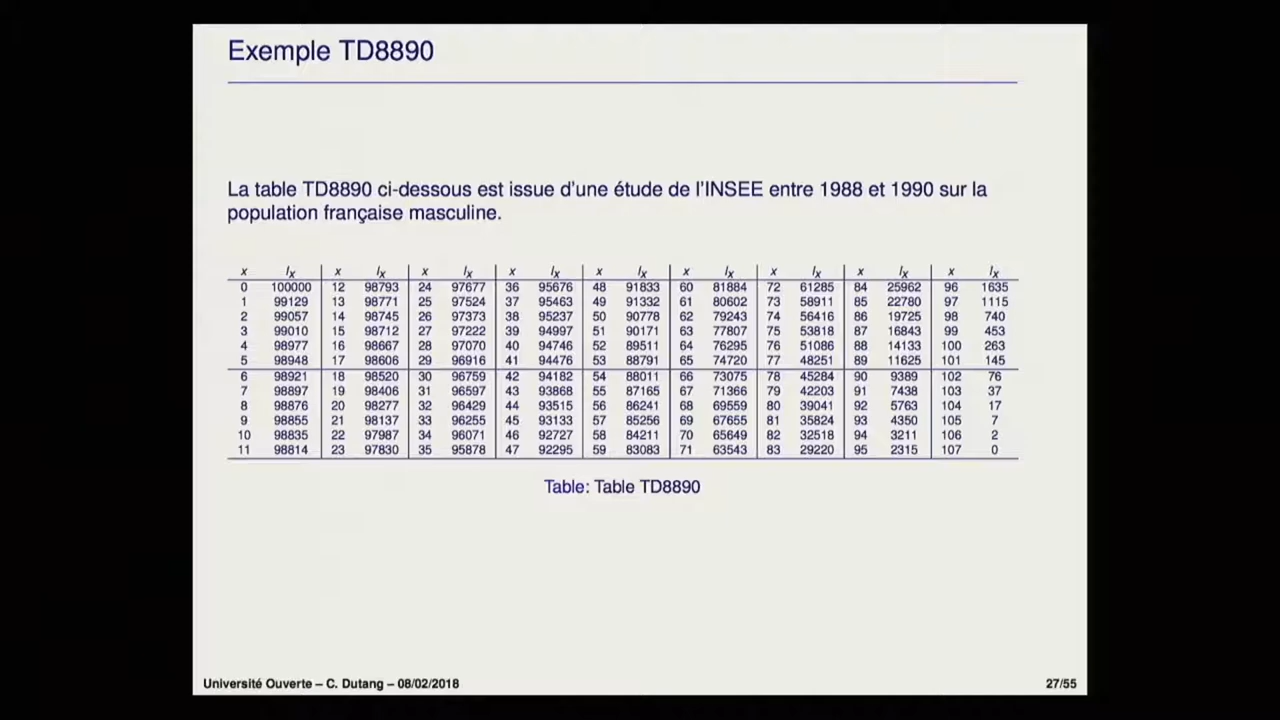 Exemple TD8890
La table TD8890 ci-dessous est issue d'une étude de l'INSEE entre 1988 et 1990 sur la
population française masculine.
x lx x lx x lx x lx x lx x lx x lx x lx x lx
0 100000 12 98793 24 97677 36 95676 48 91833 60 81884 72 61285 84 25962 96 1635
1 99129 13 98771 25 97524 37 95463 49 91332 61 80602 73 58911 85 22780 97 1115
2 99057 14 98745 26 97373 38 95237 50 90778 62 79243 74 56416 86 19725 98 740
3 99010 15 98712 27 97222 39 94997 51 90171 63 77807 75 53818 87 16843 99 453
4 98977 16 98667 28 97070 40 94746 52 89511 64 76295 76 51086 88 14133 100 263
5 98948 17 98606 29 96916 41 94476 53 88791 65 74720 77 48251 89 11625 101 145
6 98921 18 98520 30 96759 42 94182 54 88011 66 73075 78 45284 90 9389 102 76
7 98897 19 98406 31 96597 43 93868 55 87165 67 71366 79 42203 91 7438 103 37
8 98876 20 98277 32 96429 44 93515 56 86241 68 69559 80 39041 92 5763 104 17
9 98855 21 98137 33 96255 45 93133 57 85256 69 67655 81 35824 93 4350 105 7
10 98835 22 97987 34 96071 46 92727 58 84211 70 65649 82 32518 94 3211 106 2
11 98814 23 97830 35 95878 47 92295 59 83083 71 63543 83 29220 95 2315 107 0
Table: Table TD8890
Université Ouverte – C. Dutang – 08/02/2018
27/55